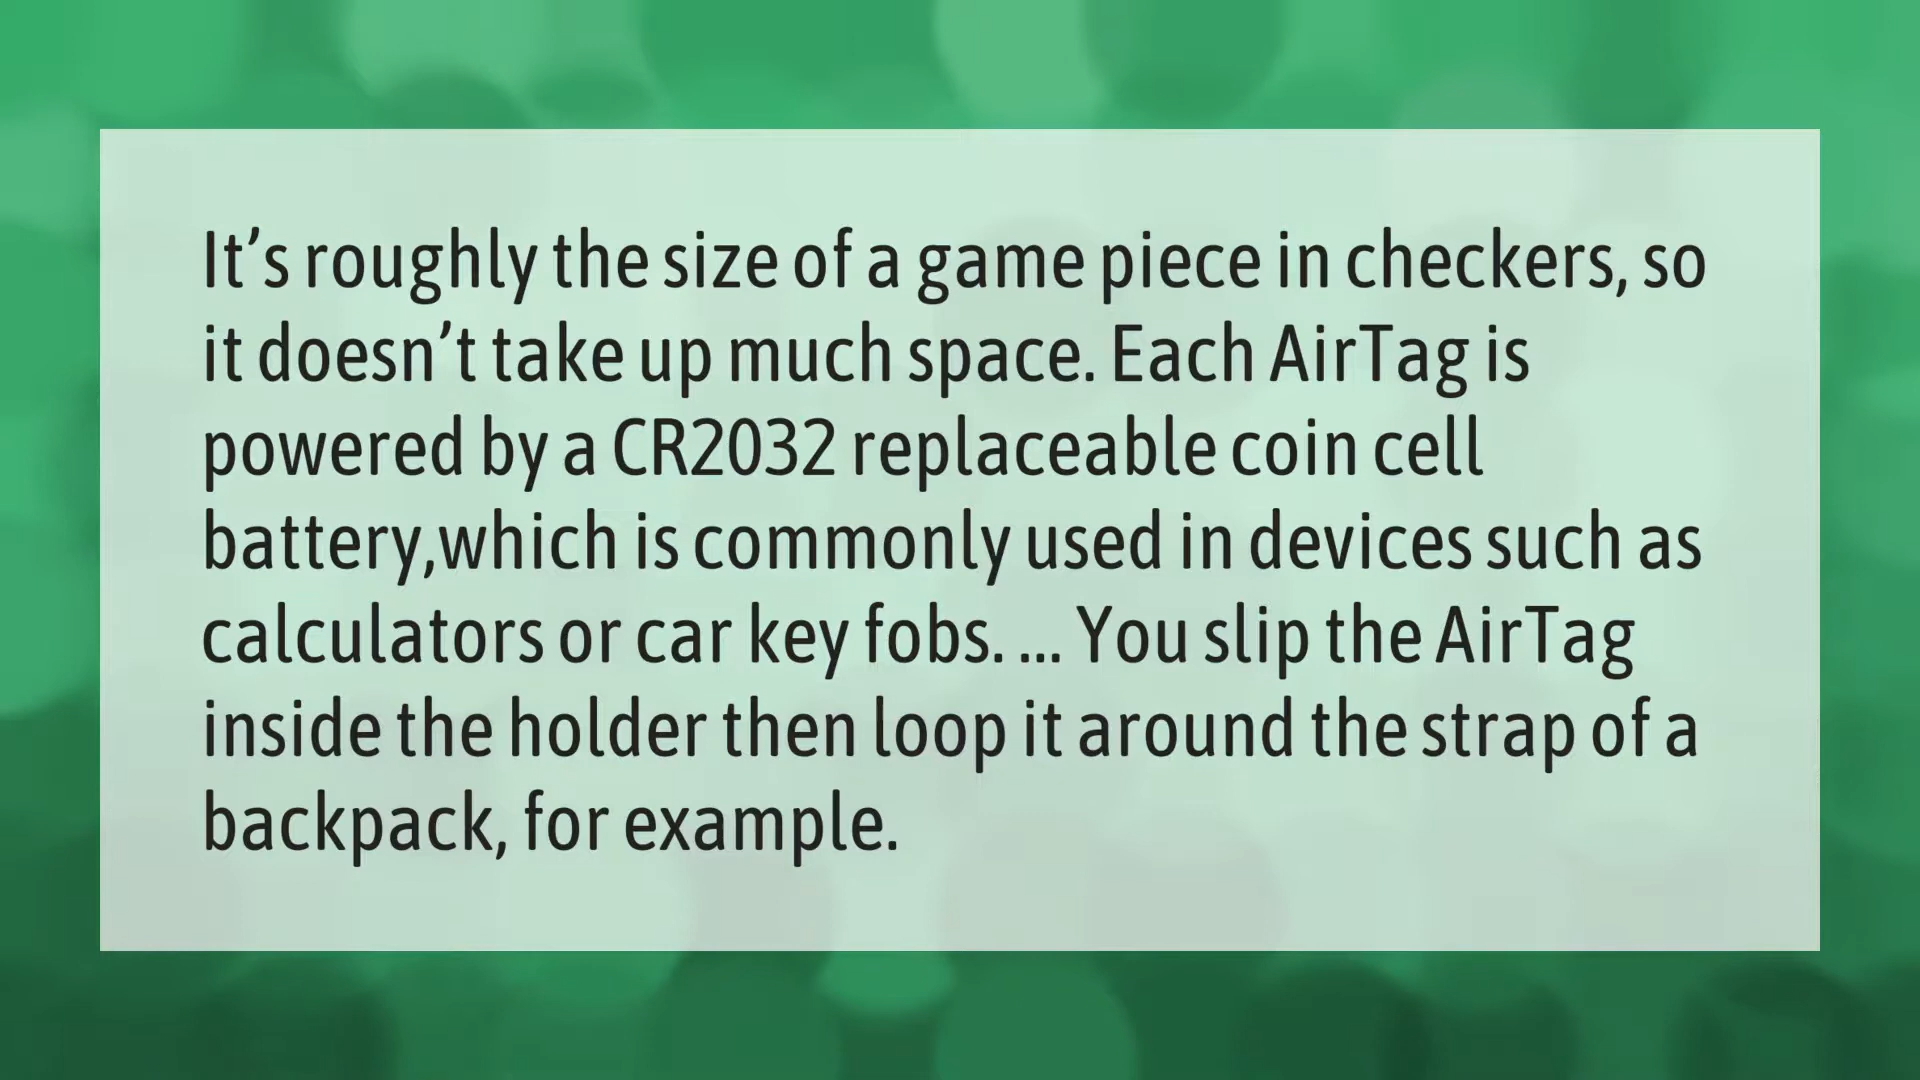 It’s roughly the size of a game piece in checkers, so
it doesn’t take up much space. Each AirTag is
powered by a CR2032 replaceable coin cell
battery,which is commonly used in devices such as
calculators or car key fobs. ... You slip the AirTag
inside the holder then loop it around the strap of a
backpack, for example.